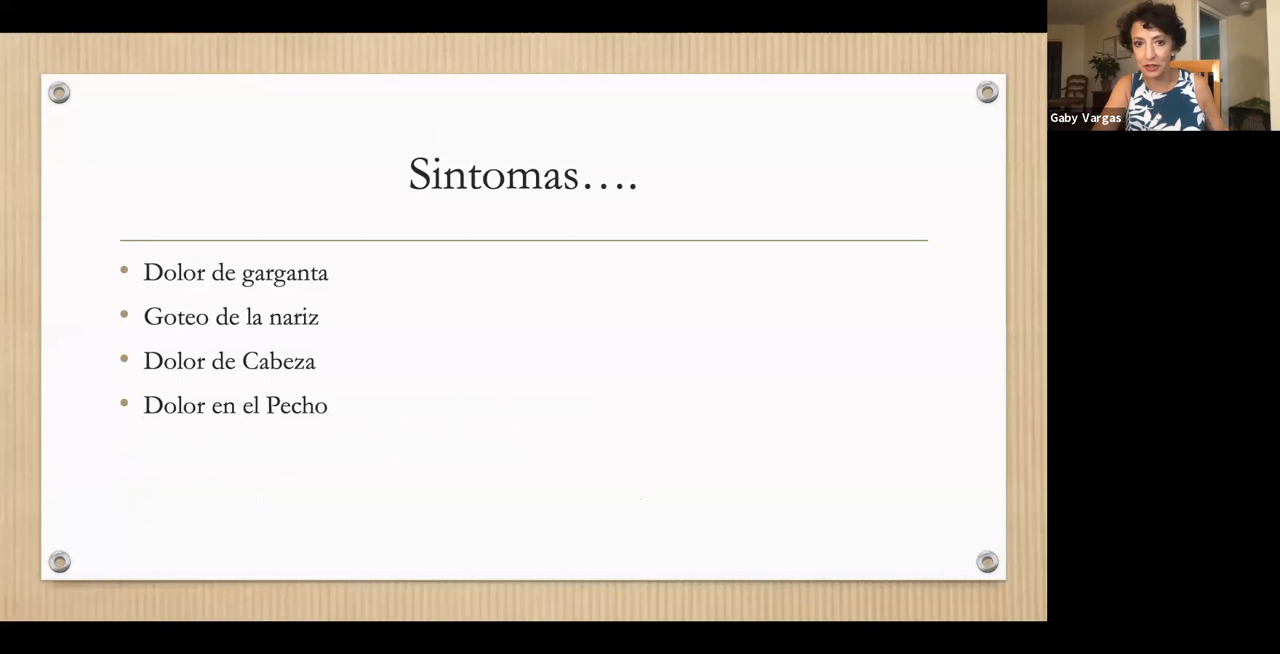 Sintomas….
Dolor de garganta
Goteo de la nariz
Dolor de Cabeza
Dolor en el Pecho
Gaby Vargas